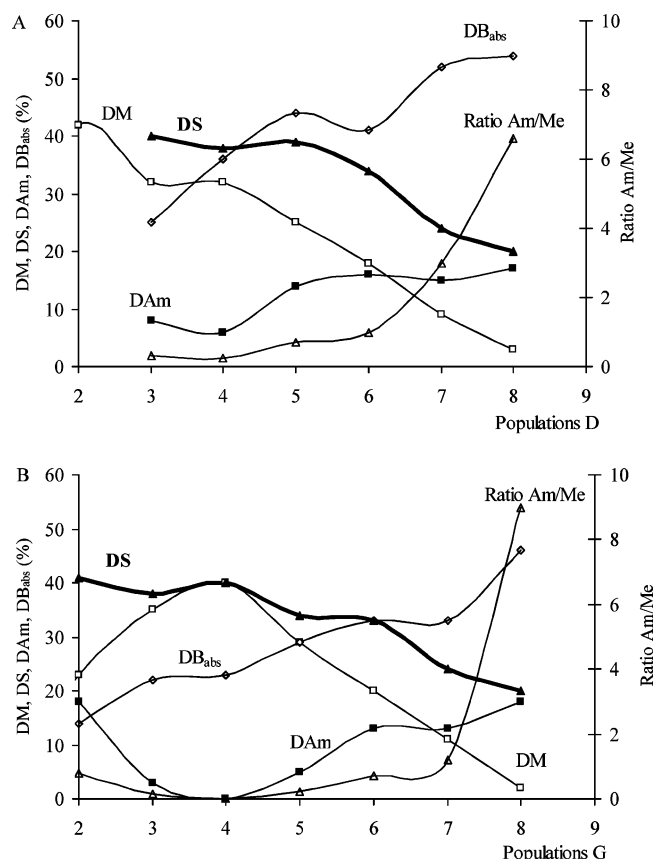 A
DM, DS, DAm, DBabs (%)
60
50
40
30
20
10
0
10
8
6
4
2
0
Ratio Am/Me
DBabs
DM
DS
Ratio Am/Me
DAm
2 3 4 5 6 7 8 9
Populations D
B
DM, DS, DAm, DBabs (%)
60
50
40
30
20
10
0
10
8
6
4
2
0
Ratio Am/Me
Ratio Am/Me
DS
DBabs
DAm
DM
2 3 4 5 6 7 8 9
Populations G